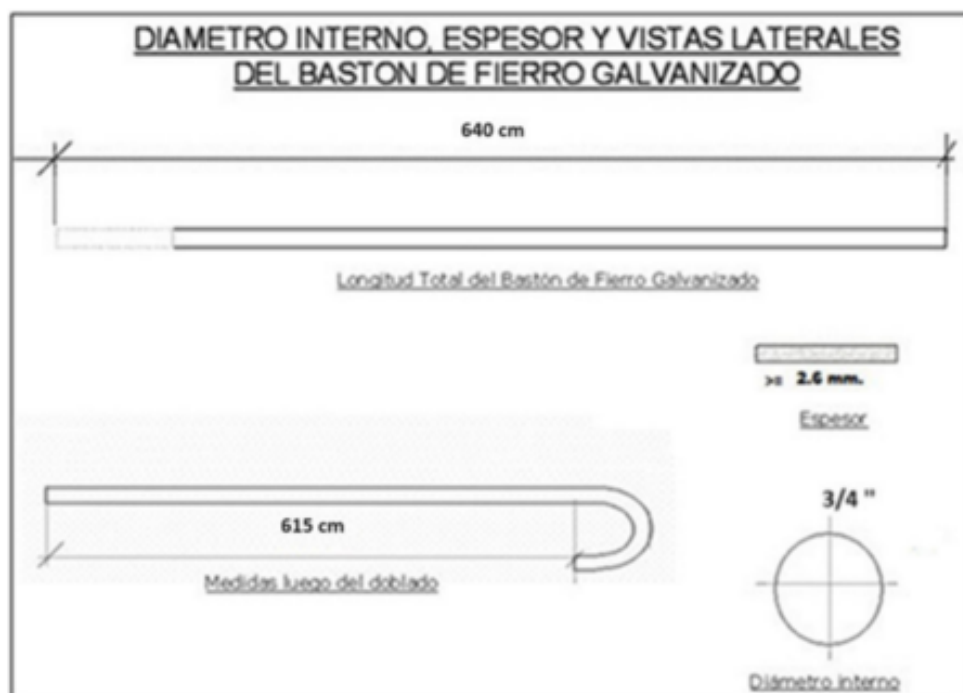 DIAMETRO INTERNO, ESPESOR Y VISTAS LATERALES
DEL BASTON DE FIERRO GALVANIZADO
640 cm
Longitud Total del Bastón de Fierro Galvanizado
>= 2.6 mm.
Espesor
615 cm
Medidas luego del doblado
3/4 "
Diámetro interno